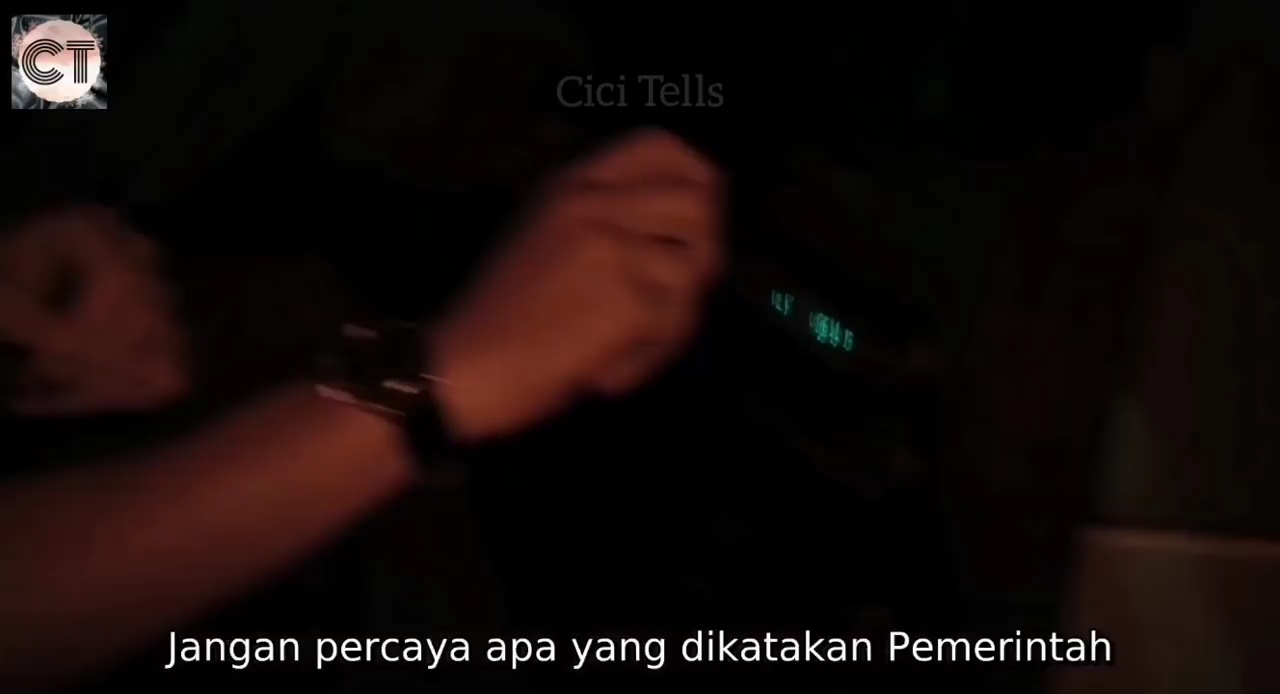 CT
Cici Tells
Jangan percaya apa yang dikatakan Pemerintah